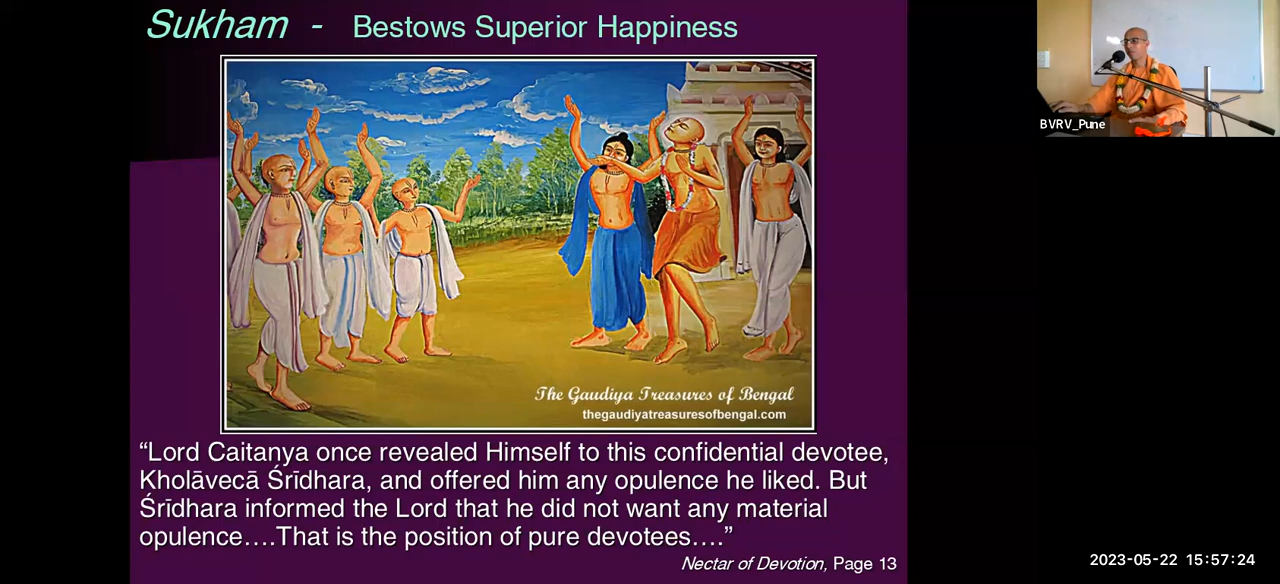 Sukham - Bestows Superior Happiness
BVRV_Pune
The Gaudiya Treasures of Bengal
thegaudiyatreasuresofbengal.com
“Lord Caitanya once revealed Himself to this confidential devotee,
Kholāvecā Śrīdhara, and offered him any opulence he liked. But
Śrīdhara informed the Lord that he did not want any material
opulence….That is the position of pure devotees….”
Nectar of Devotion, Page 13
2023-05-22 15:57:24